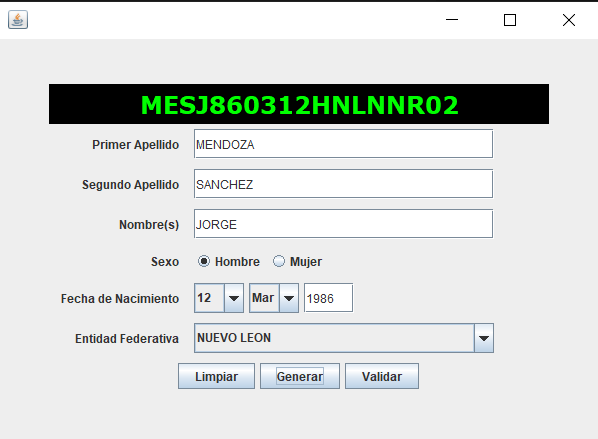 MESJ860312HNLNNR02
Primer Apellido MENDOZA
Segundo Apellido SANCHEZ
Nombre(s) JORGE
Sexo Hombre Mujer
Fecha de Nacimiento 12 Mar 1986
Entidad Federativa NUEVO LEON
Limpiar Generar Validar